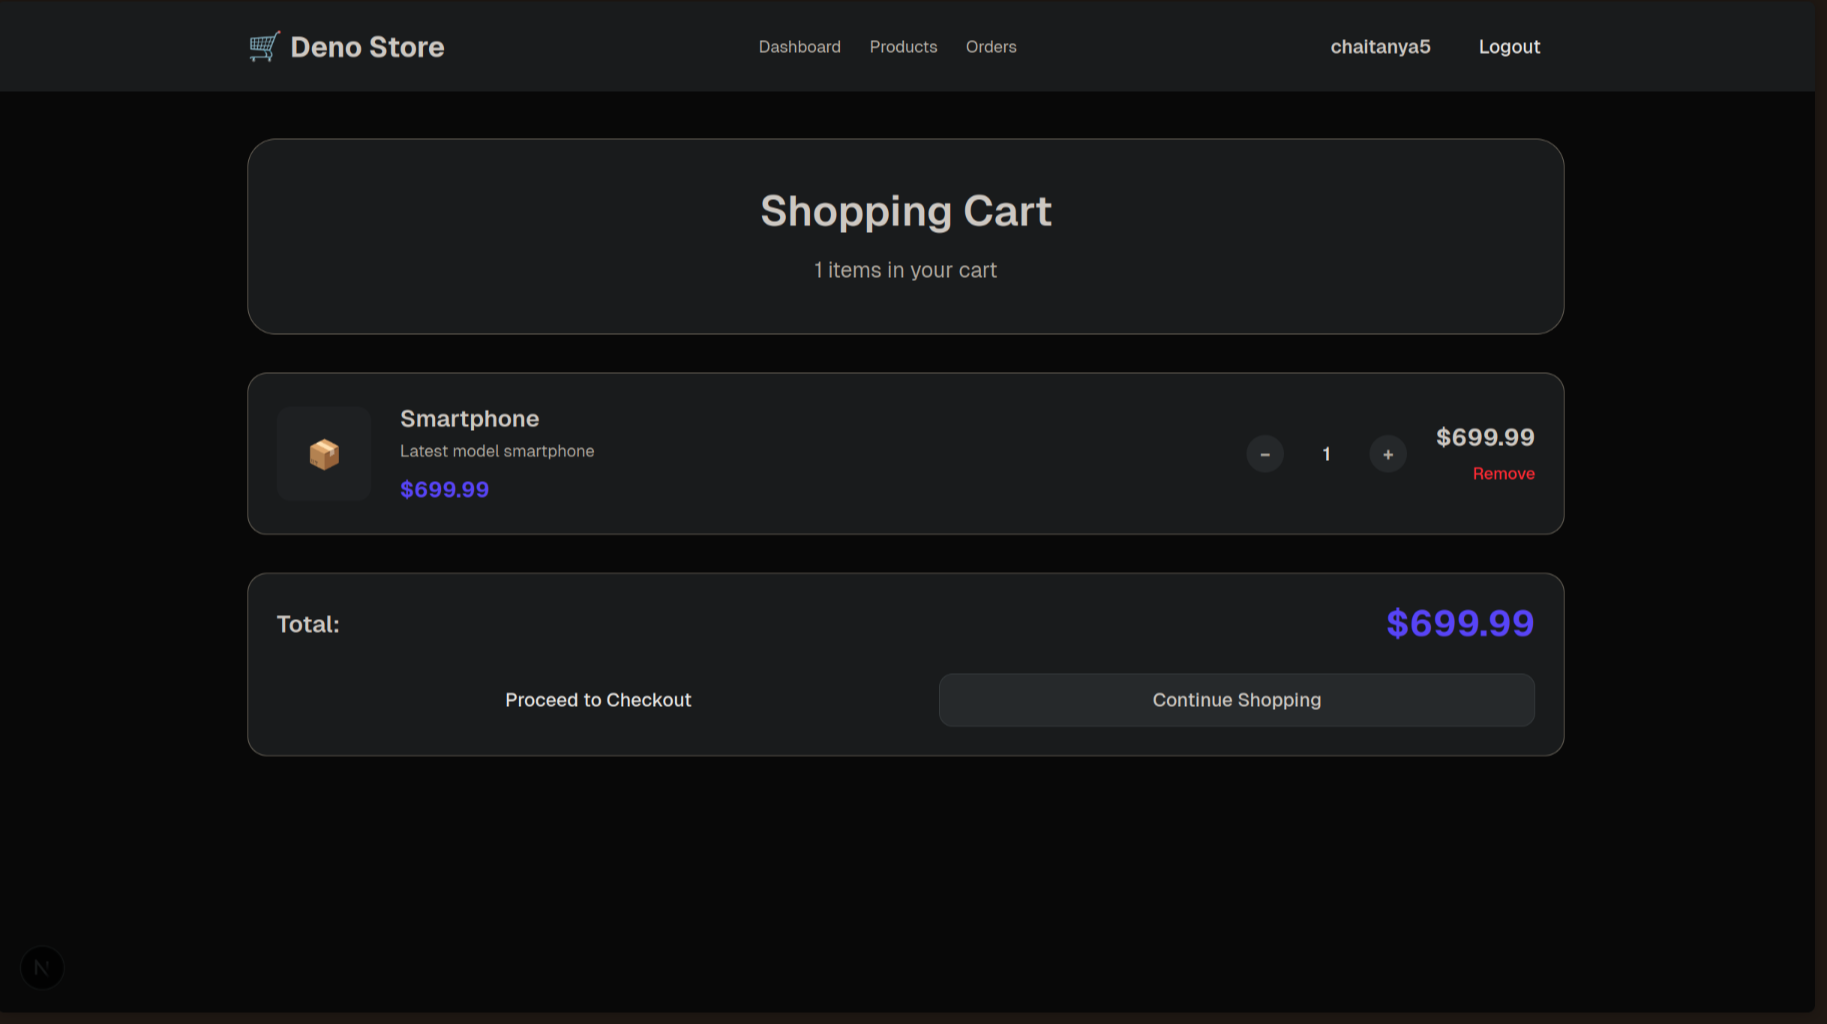 Deno Store
Dashboard Products Orders
chaitanya5 Logout
Shopping Cart
1 items in your cart
Smartphone
Latest model smartphone
$699.99
- 1 +
$699.99
Remove
Total:
$699.99
Proceed to Checkout
Continue Shopping
N